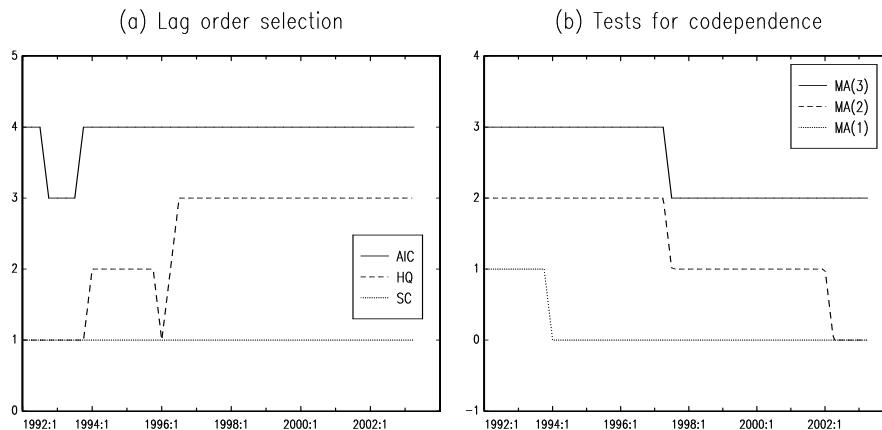 (a) Lag order selection
5
4
3
2
1
0
AIC
HQ
SC
1992:1 1994:1 1996:1 1998:1 2000:1 2002:1
(b) Tests for codependence
4
3
2
1
0
-1
MA(3)
MA(2)
MA(1)
1992:1 1994:1 1996:1 1998:1 2000:1 2002:1